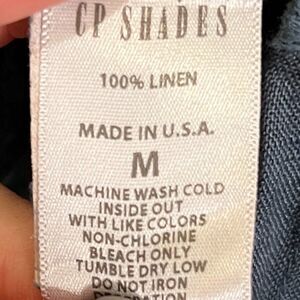 CP SHADES
100% LINEN
MADE IN U.S.A.
M
MACHINE WASH COLD
INSIDE OUT
WITH LIKE COLORS
NON-CHLORINE
BLEACH ONLY
TUMBLE DRY LOW
DO NOT IRON